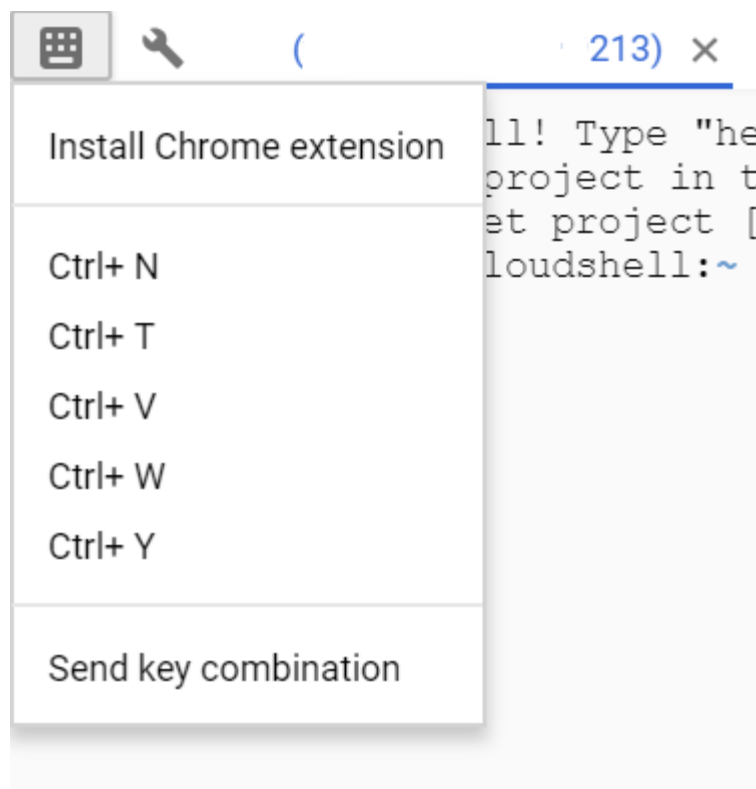 ( 213) ×
Install Chrome extension
ll! Type "he
project in t
et project [
loudshell:~
Ctrl+ N
Ctrl+ T
Ctrl+ V
Ctrl+ W
Ctrl+ Y
Send key combination